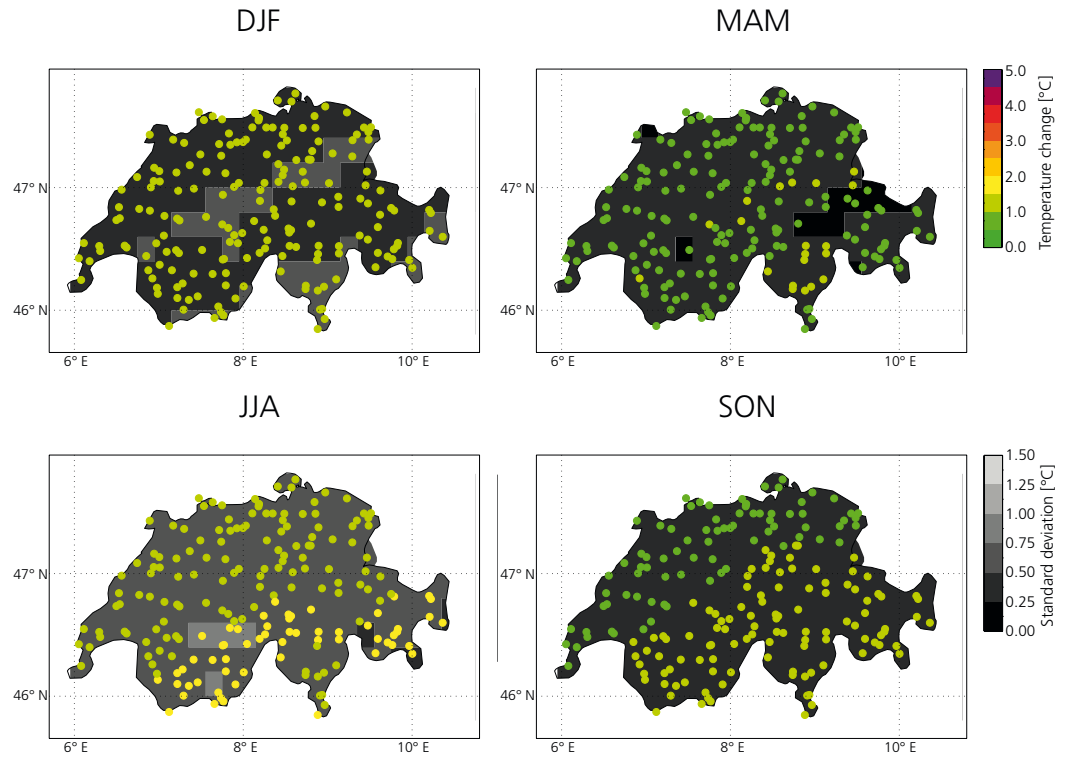 DJF
MAM
5.0
4.0
3.0
2.0
1.0
0.0
Temperature change [°C]
47° N
46° N
6° E
8° E
10° E
6° E
8° E
10° E
JJA
SON
1.50
1.25
1.00
0.75
0.50
0.25
0.00
Standard deviation [°C]
47° N
46° N
6° E
8° E
10° E
6° E
8° E
10° E
47° N
46° N
47° N
46° N